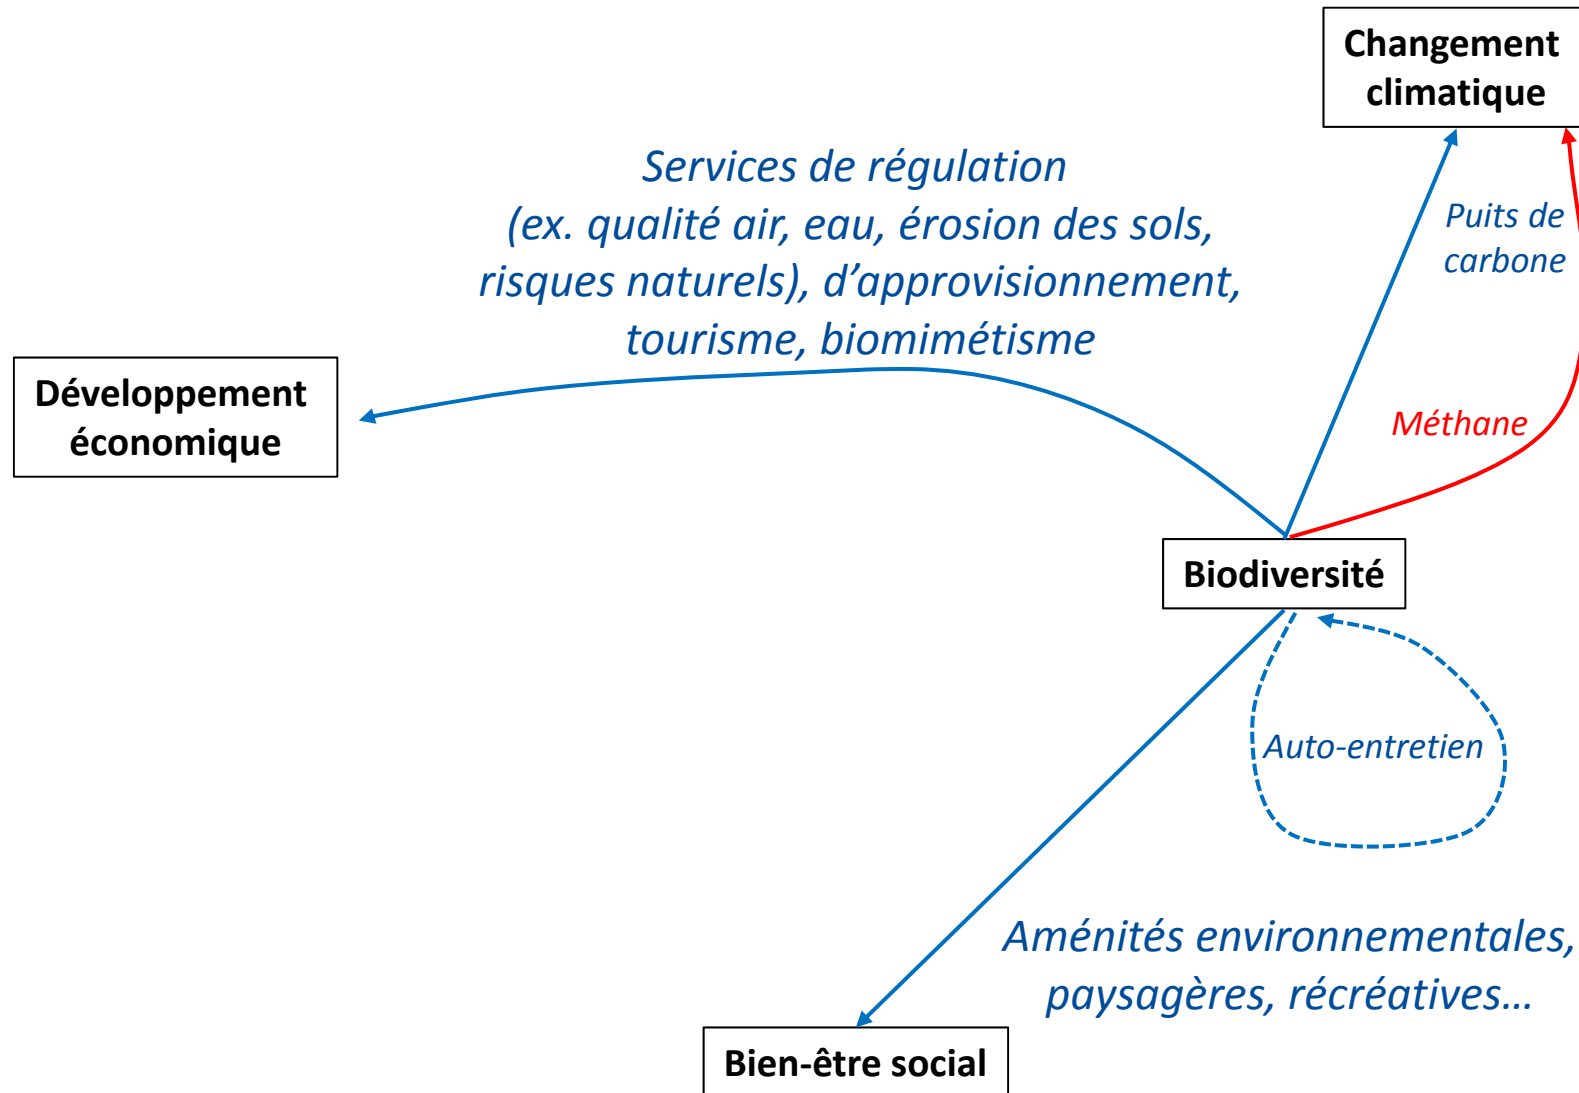 Changement
climatique
Services de régulation
(ex. qualité air, eau, érosion des sols,
risques naturels), d’approvisionnement,
tourisme, biomimétisme
Puits de
carbone
Développement
économique
Méthane
Biodiversité
Auto-entretien
Aménités environnementales,
paysagères, récréatives…
Bien-être social